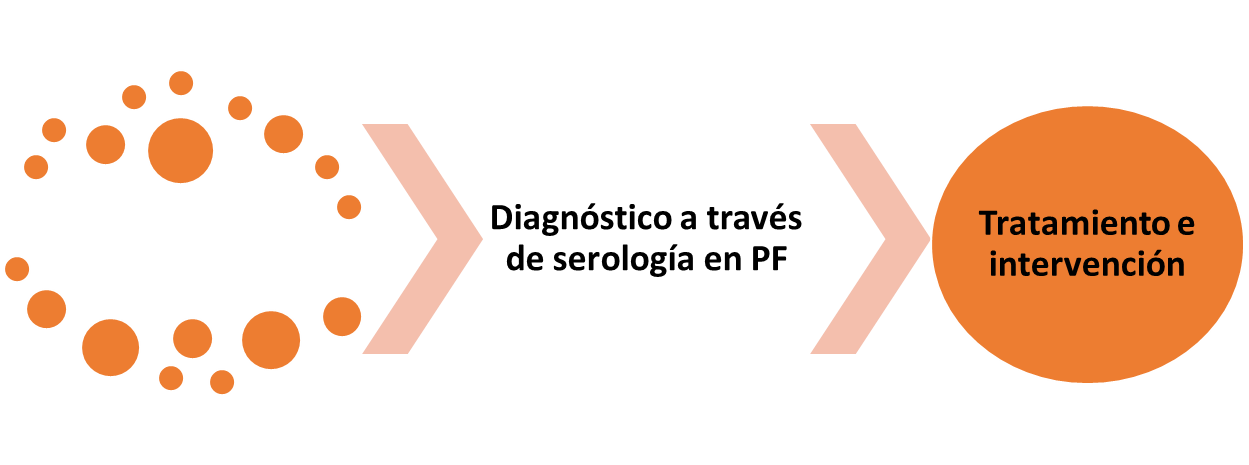 Diagnóstico a través
de serología en PF
Tratamiento e
intervención